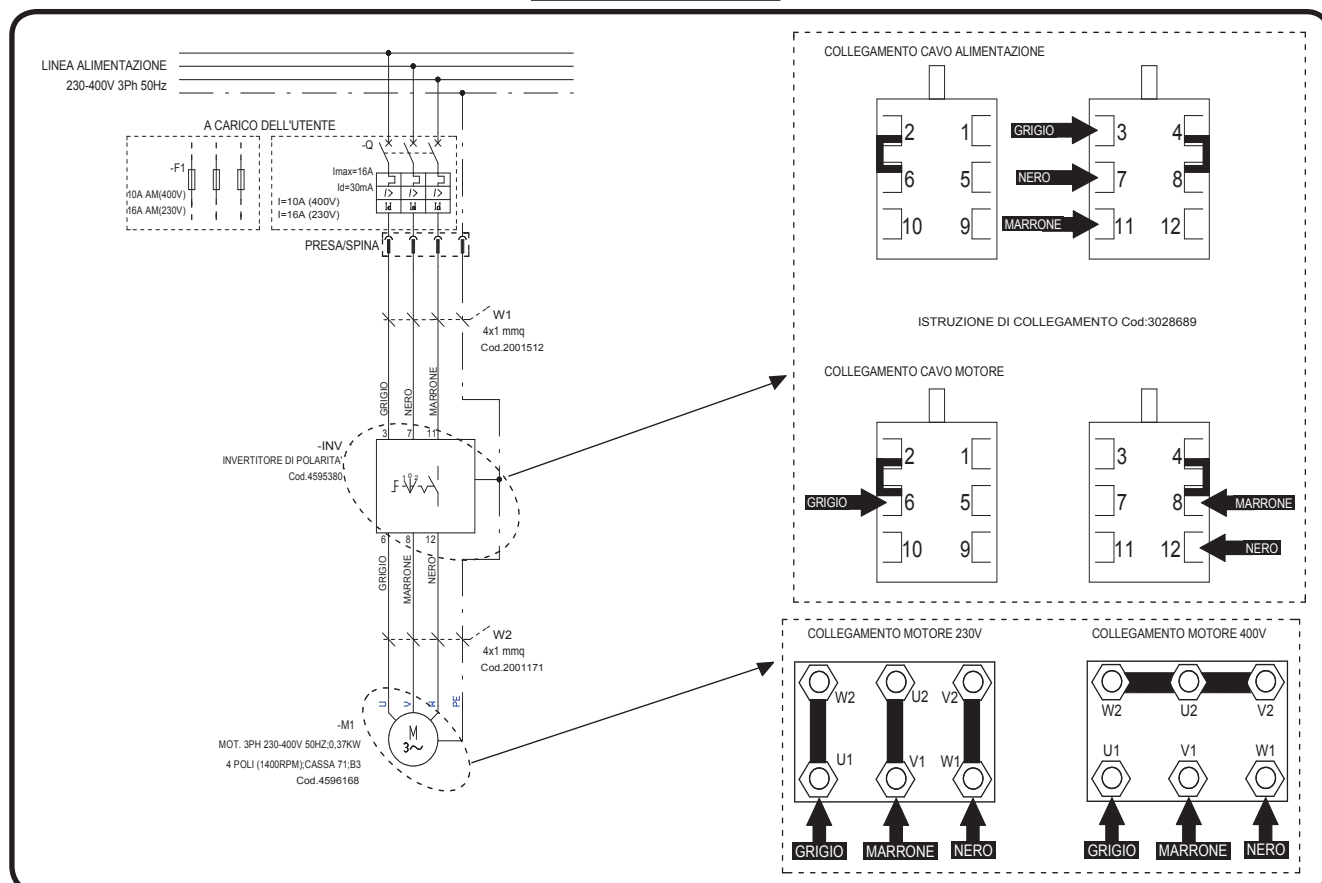 LINEA ALIMENTAZIONE
230-400V 3Ph 50Hz
A CARICO DELL'UTENTE
-F1
10A AM(400V)
16A AM(230V)
-Q
Imax=16A
Id=30mA
I=10A (400V)
I=16A (230V)
I> I> I>
Id Id Id
PRESA/SPINA
W1
4x1 mmq
Cod.2001512
GRIGIO
NERO
MARRONE
3 7 11
-INV
INVERTITORE DI POLARITA'
Cod.4595380
1 0 2
6 8 12
GRIGIO
MARRONE
NERO
W2
4x1 mmq
Cod.2001171
U V W PE
-M1
M
3~
MOT. 3PH 230-400V 50HZ;0,37KW
4 POLI (1400RPM);CASSA 71;B3
Cod.4596168
COLLEGAMENTO CAVO ALIMENTAZIONE
2 1 GRIGIO 3 4
6 5 NERO 7 8
10 9 MARRONE 11 12
ISTRUZIONE DI COLLEGAMENTO Cod:3028689
COLLEGAMENTO CAVO MOTORE
2 1 3 4
GRIGIO 6 5 7 8 MARRONE
10 9 11 12 NERO
COLLEGAMENTO MOTORE 230V
W2 U2 V2
U1 V1 W1
GRIGIO MARRONE NERO
COLLEGAMENTO MOTORE 400V
W2 U2 V2
U1 V1 W1
GRIGIO MARRONE NERO